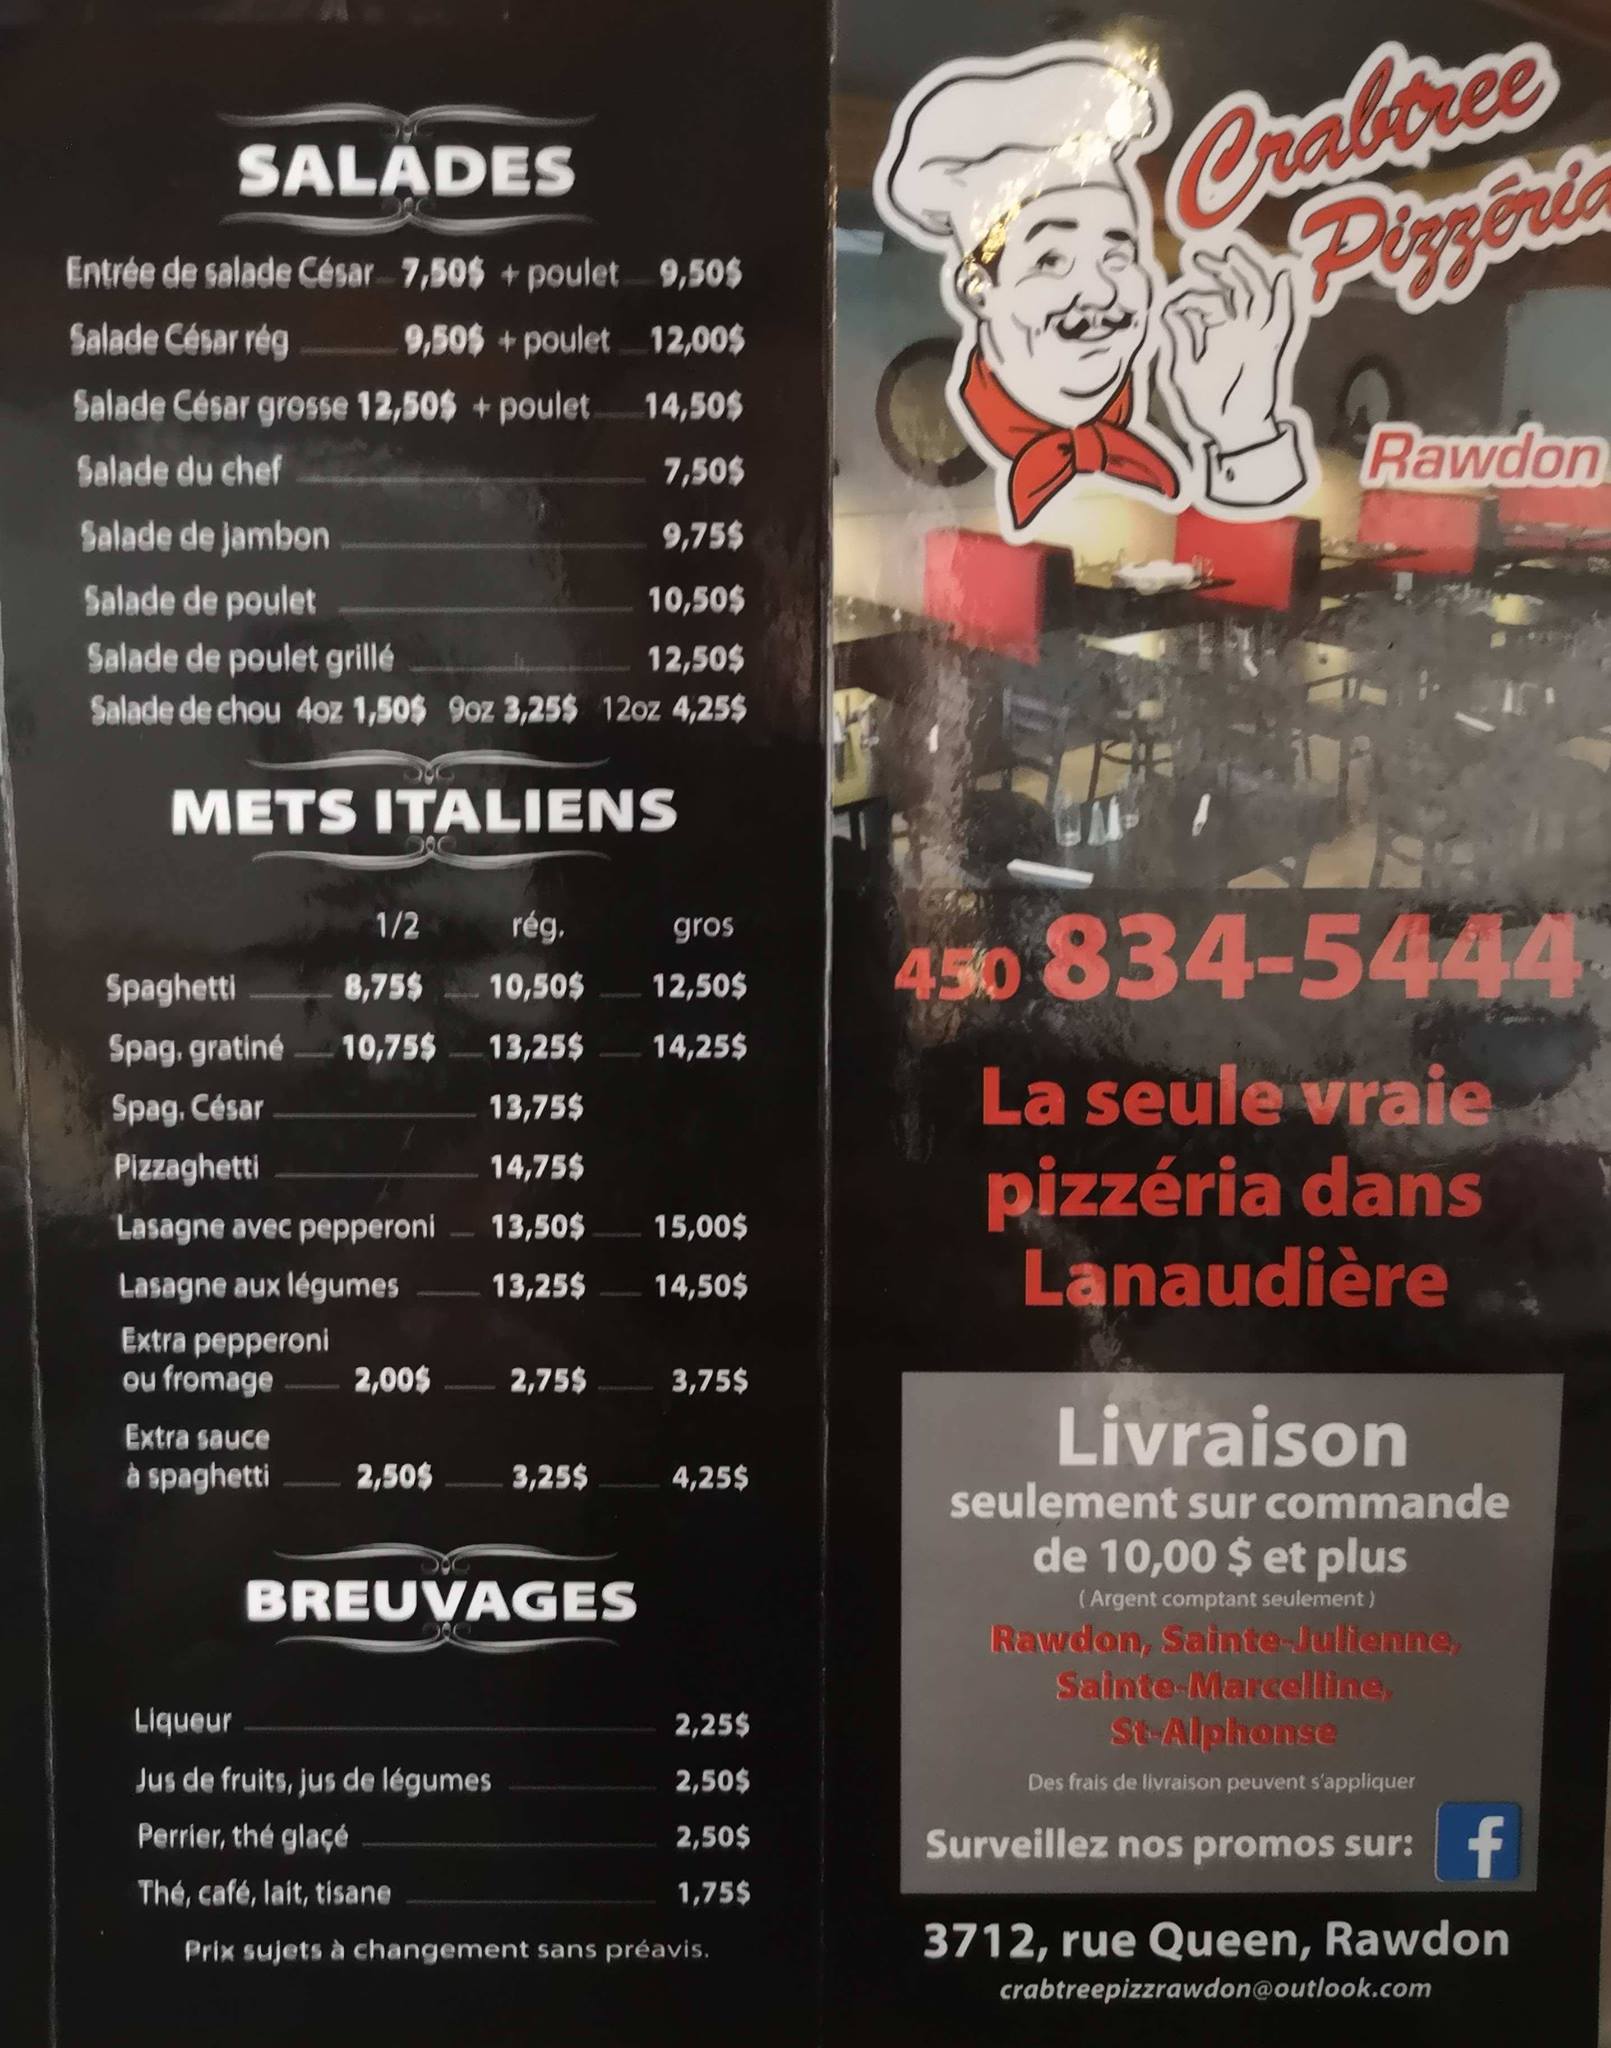 SALADES
Entrée de salade César 7,50$ + poulet 9,50$
Salade César rég 9,50$ + poulet 12,00$
Salade César grosse 12,50$ + poulet 14,50$
Salade du chef 7,50$
Salade de jambon 9,75$
Salade de poulet 10,50$
Salade de poulet grillé 12,50$
Salade de chou 4oz 1,50$ 9oz 3,25$ 12oz 4,25$
METS ITALIENS
1/2 rég. gros
Spaghetti 8,75$ 10,50$ 12,50$
Spag. gratiné 10,75$ 13,25$ 14,25$
Spag. César 13,75$
Pizzaghetti 14,75$
Lasagne avec pepperoni 13,50$ 15,00$
Lasagne aux légumes 13,25$ 14,50$
Extra pepperoni
ou fromage 2,00$ 2,75$ 3,75$
Extra sauce
à spaghetti 2,50$ 3,25$ 4,25$
BREUVAGES
Liqueur 2,25$
Jus de fruits, jus de légumes 2,50$
Perrier, thé glaçé 2,50$
Thé, café, lait, tisane 1,75$
Prix sujets à changement sans préavis.
Crabtree
Pizzéria
Rawdon
450 834-5444
La seule vraie
pizzéria dans
Lanaudière
Livraison
seulement sur commande
de 10,00 $ et plus
( Argent comptant seulement )
Rawdon, Sainte-Julienne,
Sainte-Marcelline,
St-Alphonse
Des frais de livraison peuvent s'appliquer
Surveillez nos promos sur: f
3712, rue Queen, Rawdon
crabtreepizzrawdon@outlook.com